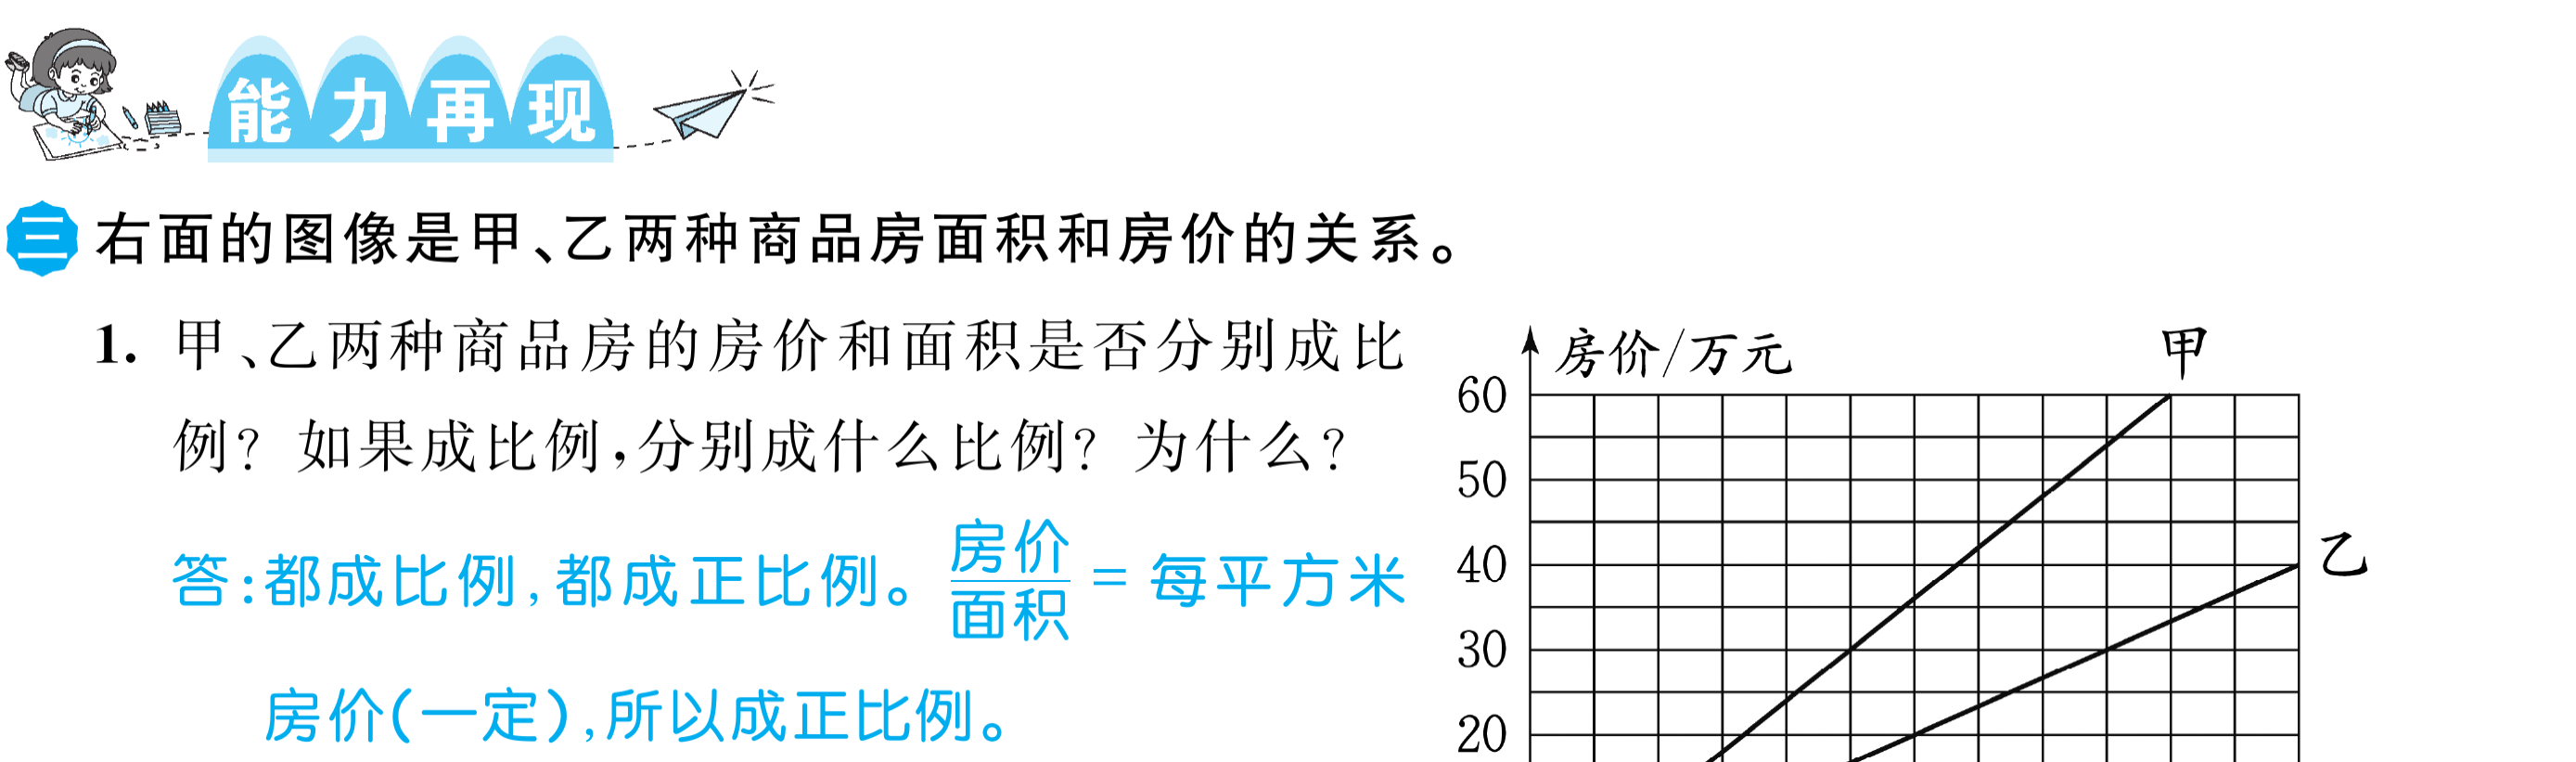 能力再现
三 右面的图像是甲、乙两种商品房面积和房价的关系。
1. 甲、乙两种商品房的房价和面积是否分别成比
例？如果成比例，分别成什么比例？为什么？
答：都成比例，都成正比例。房价/面积 = 每平方米
房价（一定），所以成正比例。
房价/万元
甲
60
50
40
乙
30
20